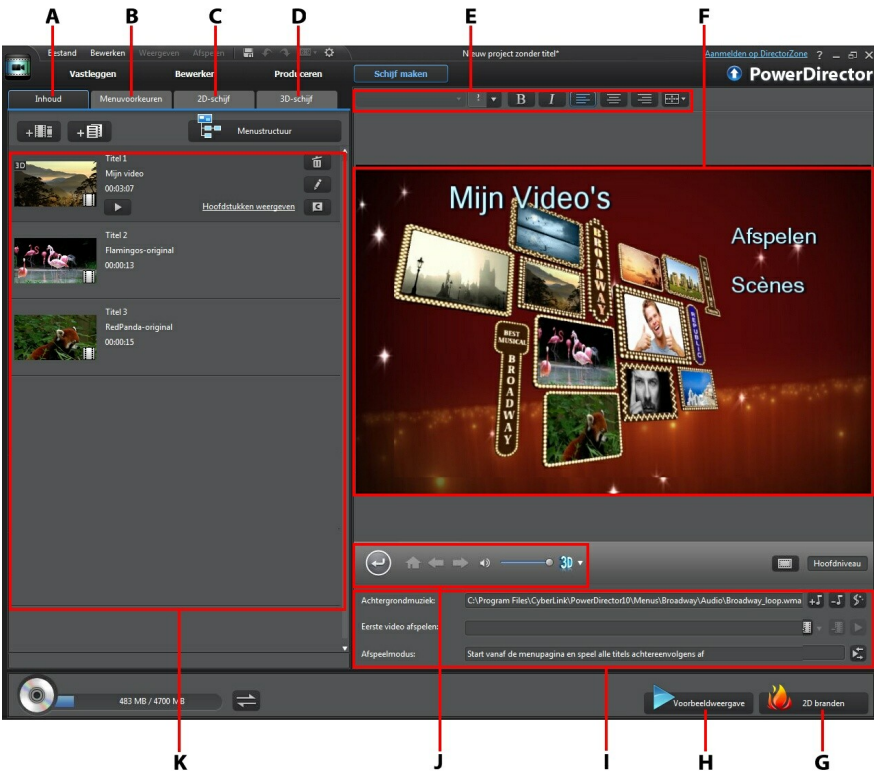 A B C D E F
Bestand Bewerken Weergeven Afspelen
Nieuw project zonder titel*
Aanmelden op DirectorZone ?
Vastleggen Bewerken Produceren Schijf maken
PowerDirector
Inhoud Menuvoorkeuren 2D-schijf 3D-schijf
B I
Menustructuur
3D
Titel 1
Mijn video
00:03:07
Hoofdstukken weergeven
C
Titel 2
Flamingos-original
00:00:13
Titel 3
RedPanda-original
00:00:15
Mijn Video's
Afspelen
Scènes
BROADWAY
REPUBLIC
BEST
MUSICAL
BROADWAY
3D
Hoofdniveau
Achtergrondmuziek: C:\Program Files\CyberLink\PowerDirector10\Menus\Broadway\Audio\Broadway_loop.wma
Eerste video afspelen:
Afspeelmodus: Start vanaf de menupagina en speel alle titels achtereenvolgens af
483 MB / 4700 MB
Voorbeeldweergave
2D branden
K J I H G